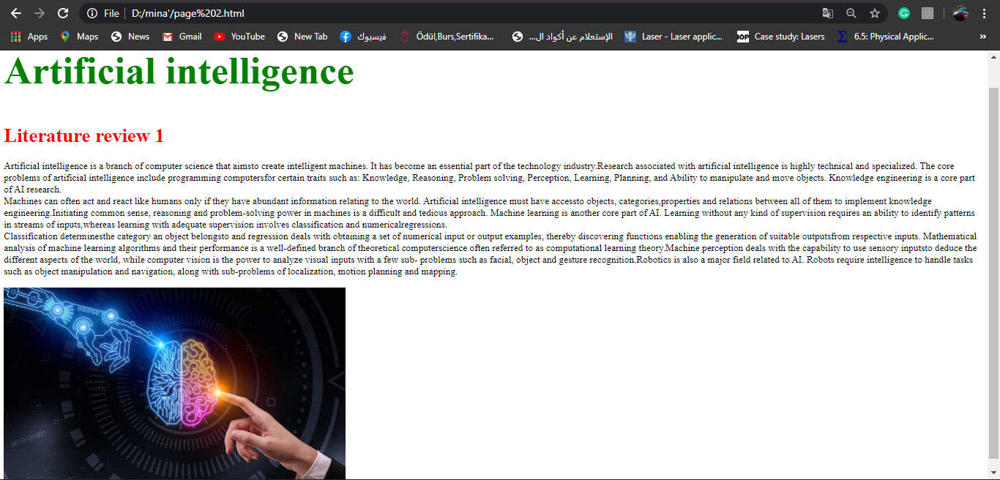 File | D:/mina'/page%202.html
Apps Maps News Gmail YouTube New Tab فيسبوك Ödül,Burs,Sertifika... الإستعلام عن أكواد ال... Laser - Laser applic... IOP Case study: Lasers 6.5: Physical Applic... »
Artificial intelligence
Literature review 1
Artificial intelligence is a branch of computer science that aimsto create intelligent machines. It has become an essential part of the technology industry.Research associated with artificial intelligence is highly technical and specialized. The core
problems of artificial intelligence include programming computersfor certain traits such as: Knowledge, Reasoning, Problem solving, Perception, Learning, Planning, and Ability to manipulate and move objects. Knowledge engineering is a core part
of AI research.
Machines can often act and react like humans only if they have abundant information relating to the world. Artificial intelligence must have accessto objects, categories,properties and relations between all of them to implement knowledge
engineering.Initiating common sense, reasoning and problem-solving power in machines is a difficult and tedious approach. Machine learning is another core part of AI. Learning without any kind of supervision requires an ability to identify patterns
in streams of inputs,whereas learning with adequate supervision involves classification and numericalregressions.
Classification determinesthe category an object belongsto and regression deals with obtaining a set of numerical input or output examples, thereby discovering functions enabling the generation of suitable outputsfrom respective inputs. Mathematical
analysis of machine learning algorithms and their performance is a well-defined branch of theoretical computerscience often referred to as computational learning theory.Machine perception deals with the capability to use sensory inputsto deduce the
different aspects of the world, while computer vision is the power to analyze visual inputs with a few sub- problems such as facial, object and gesture recognition.Robotics is also a major field related to AI. Robots require intelligence to handle tasks
such as object manipulation and navigation, along with sub-problems of localization, motion planning and mapping.
0010101001